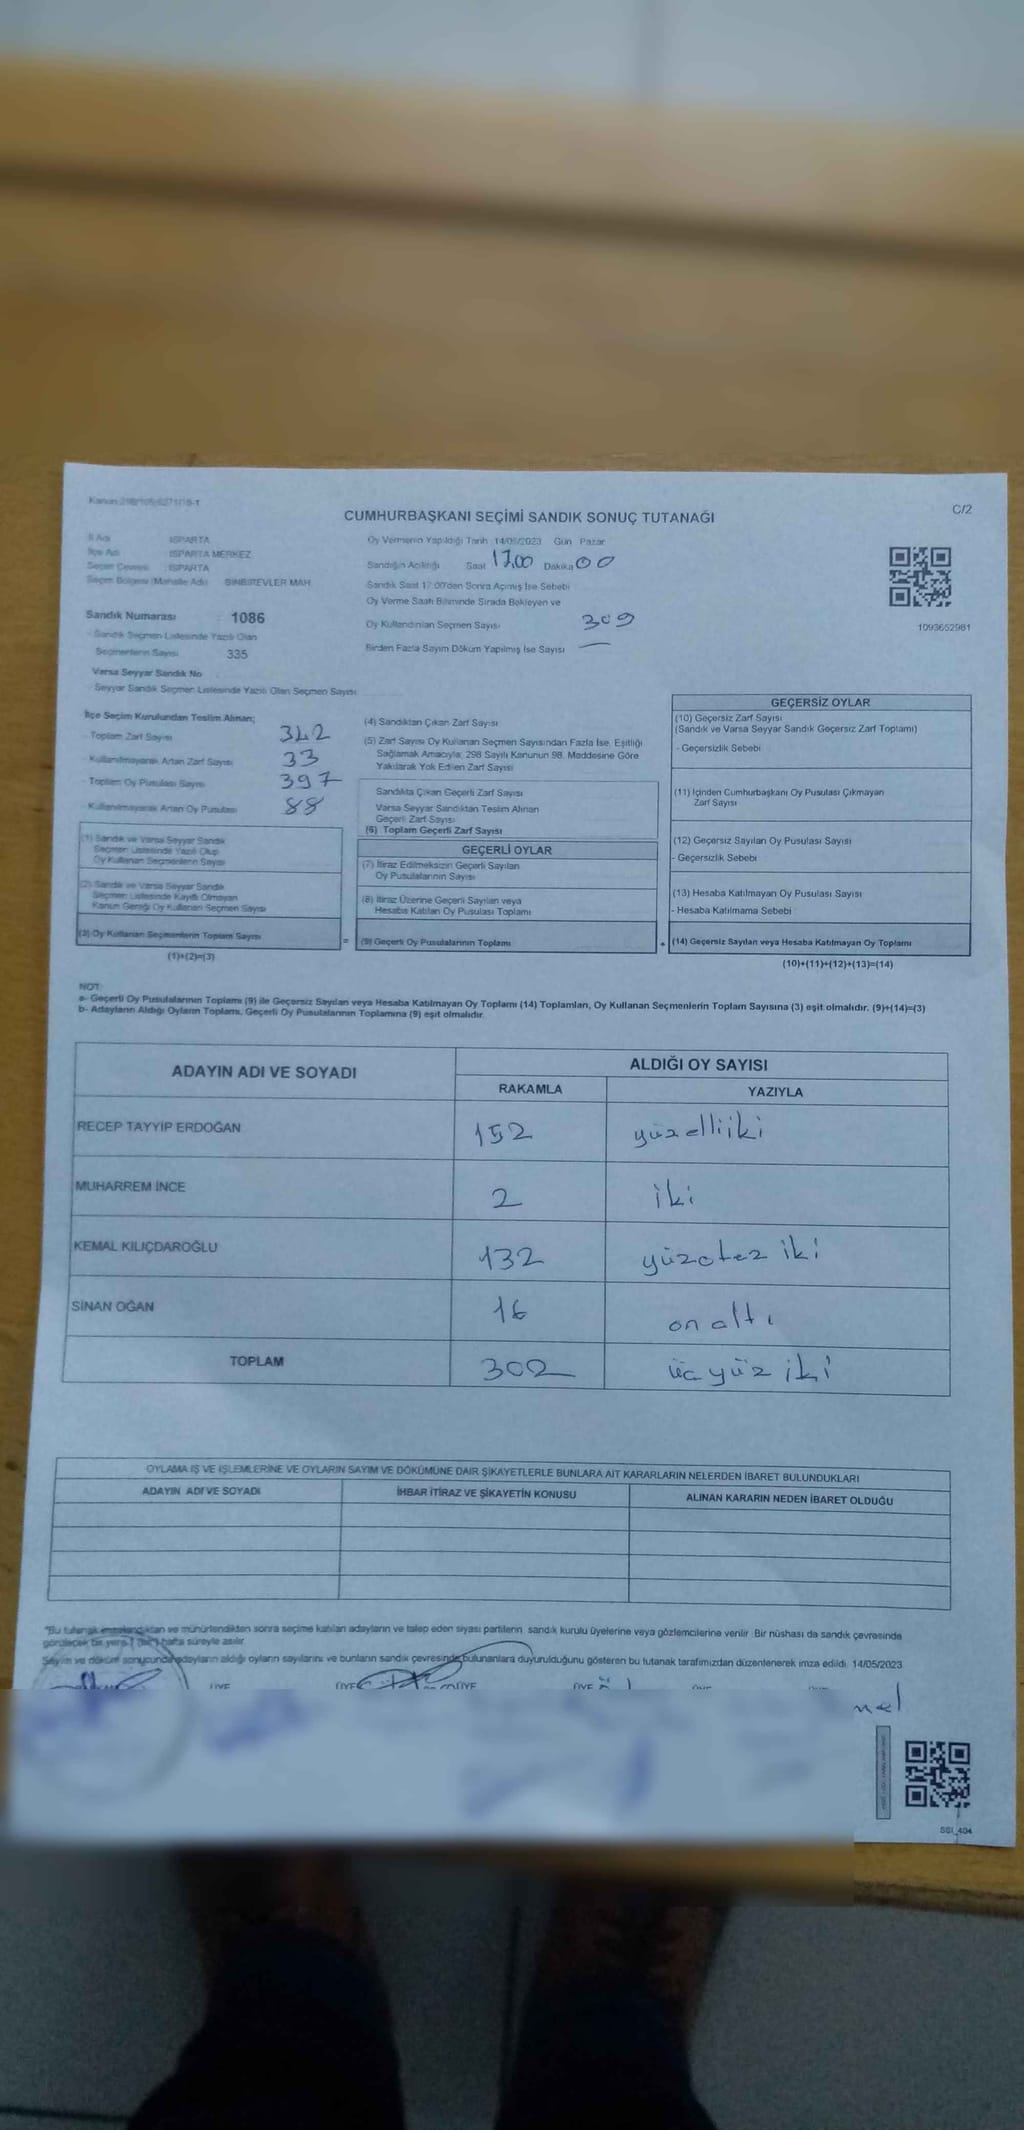 C/2
CUMHURBAŞKANI SEÇİMİ SANDIK SONUÇ TUTANAĞI
İl Adı ISPARTA
İlçe Adı ISPARTA MERKEZ
Seçim Çevresi : ISPARTA
Seçim Bölgesi (Mahalle Adı) BİNBİREVLER MAH.
Oy Vermenin Yapıldığı Tarih 14/05/2023 Gün Pazar
Sandığın Açıldığı Saat 17,00 Dakika 00
Sandık Saat 17:00'den Sonra Açılmış İse Sebebi
Oy Verme Saati Bitiminde Sırada Bekleyen ve
Oy Kullandırılan Seçmen Sayısı 309
Birden Fazla Sayım Döküm Yapılmış İse Sayısı —
1093652981
Sandık Numarası : 1086
- Sandık Seçmen Listesinde Yazılı Olan
Seçmenlerin Sayısı 335
Varsa Seyyar Sandık No
- Seyyar Sandık Seçmen Listesinde Yazılı Olan Seçmen Sayısı
İlçe Seçim Kurulundan Teslim Alınan;
- Toplam Zarf Sayısı 342
- Kullanılmayarak Artan Zarf Sayısı 33
- Toplam Oy Pusulası Sayısı 397
- Kullanılmayarak Artan Oy Pusulası 88
(1) Sandık ve Varsa Seyyar Sandık
Seçmen Listesinde Yazılı Olup
Oy Kullanan Seçmenlerin Sayısı
(2) Sandık ve Varsa Seyyar Sandık
Seçmen Listesinde Kayıtlı Olmayan
Kanun Gereği Oy Kullanan Seçmen Sayısı
(3) Oy Kullanan Seçmenlerin Toplam Sayısı
(1)+(2)=(3)
(4) Sandıktan Çıkan Zarf Sayısı
(5) Zarf Sayısı Oy Kullanan Seçmen Sayısından Fazla İse, Eşitliği
Sağlamak Amacıyla, 298 Sayılı Kanunun 98. Maddesine Göre
Yakılarak Yok Edilen Zarf Sayısı
Sandıkta Çıkan Geçerli Zarf Sayısı
Varsa Seyyar Sandıktan Teslim Alınan
Geçerli Zarf Sayısı
(6) Toplam Geçerli Zarf Sayısı
GEÇERLİ OYLAR
(7) İtiraz Edilmeksizin Geçerli Sayılan
Oy Pusulalarının Sayısı
(8) İtiraz Üzerine Geçerli Sayılan veya
Hesaba Katılan Oy Pusulası Toplamı
= (9) Geçerli Oy Pusulalarının Toplamı
GEÇERSİZ OYLAR
(10) Geçersiz Zarf Sayısı
(Sandık ve Varsa Seyyar Sandık Geçersiz Zarf Toplamı)
- Geçersizlik Sebebi
(11) İçinden Cumhurbaşkanı Oy Pusulası Çıkmayan
Zarf Sayısı
(12) Geçersiz Sayılan Oy Pusulası Sayısı
- Geçersizlik Sebebi
(13) Hesaba Katılmayan Oy Pusulası Sayısı
- Hesaba Katılmama Sebebi
+ (14) Geçersiz Sayılan veya Hesaba Katılmayan Oy Toplamı
(10)+(11)+(12)+(13)=(14)
NOT:
a- Geçerli Oy Pusulalarının Toplamı (9) ile Geçersiz Sayılan veya Hesaba Katılmayan Oy Toplamı (14) Toplamları, Oy Kullanan Seçmenlerin Toplam Sayısına (3) eşit olmalıdır. (9)+(14)=(3)
b- Adayların Aldığı Oyların Toplamı, Geçerli Oy Pusulalarının Toplamına (9) eşit olmalıdır.
ADAYIN ADI VE SOYADI ALDIĞI OY SAYISI
RAKAMLA YAZIYLA
RECEP TAYYİP ERDOĞAN 152 yüzelliiki
MUHARREM İNCE 2 iki
KEMAL KILIÇDAROĞLU 132 yüzotuz iki
SİNAN OĞAN 16 on altı
TOPLAM 302 üçyüz iki
OYLAMA İŞ VE İŞLEMLERİNE VE OYLARIN SAYIM VE DÖKÜMÜNE DAİR ŞİKAYETLERLE BUNLARA AİT KARARLARIN NELERDEN İBARET BULUNDUKLARI
ADAYIN ADI VE SOYADI İHBAR İTİRAZ VE ŞİKAYETİN KONUSU ALINAN KARARIN NEDEN İBARET OLDUĞU
"Bu tutanak imzalandıktan ve mühürlendikten sonra seçime katılan adayların ve talep eden siyasi partilerin sandık kurulu üyelerine veya gözlemcilerine verilir. Bir nüshası da sandık çevresinde
görülecek bir yere 1 (bir) hafta süreyle asılır.
Sayım ve döküm sonucunda adayların aldığı oyların sayılarını ve bunların sandık çevresinde bulunanlara duyurulduğunu gösteren bu tutanak tarafımızdan düzenlenerek imza edildi. 14/05/2023
ÜYE ÜYE ÜYE ÜYE
nel